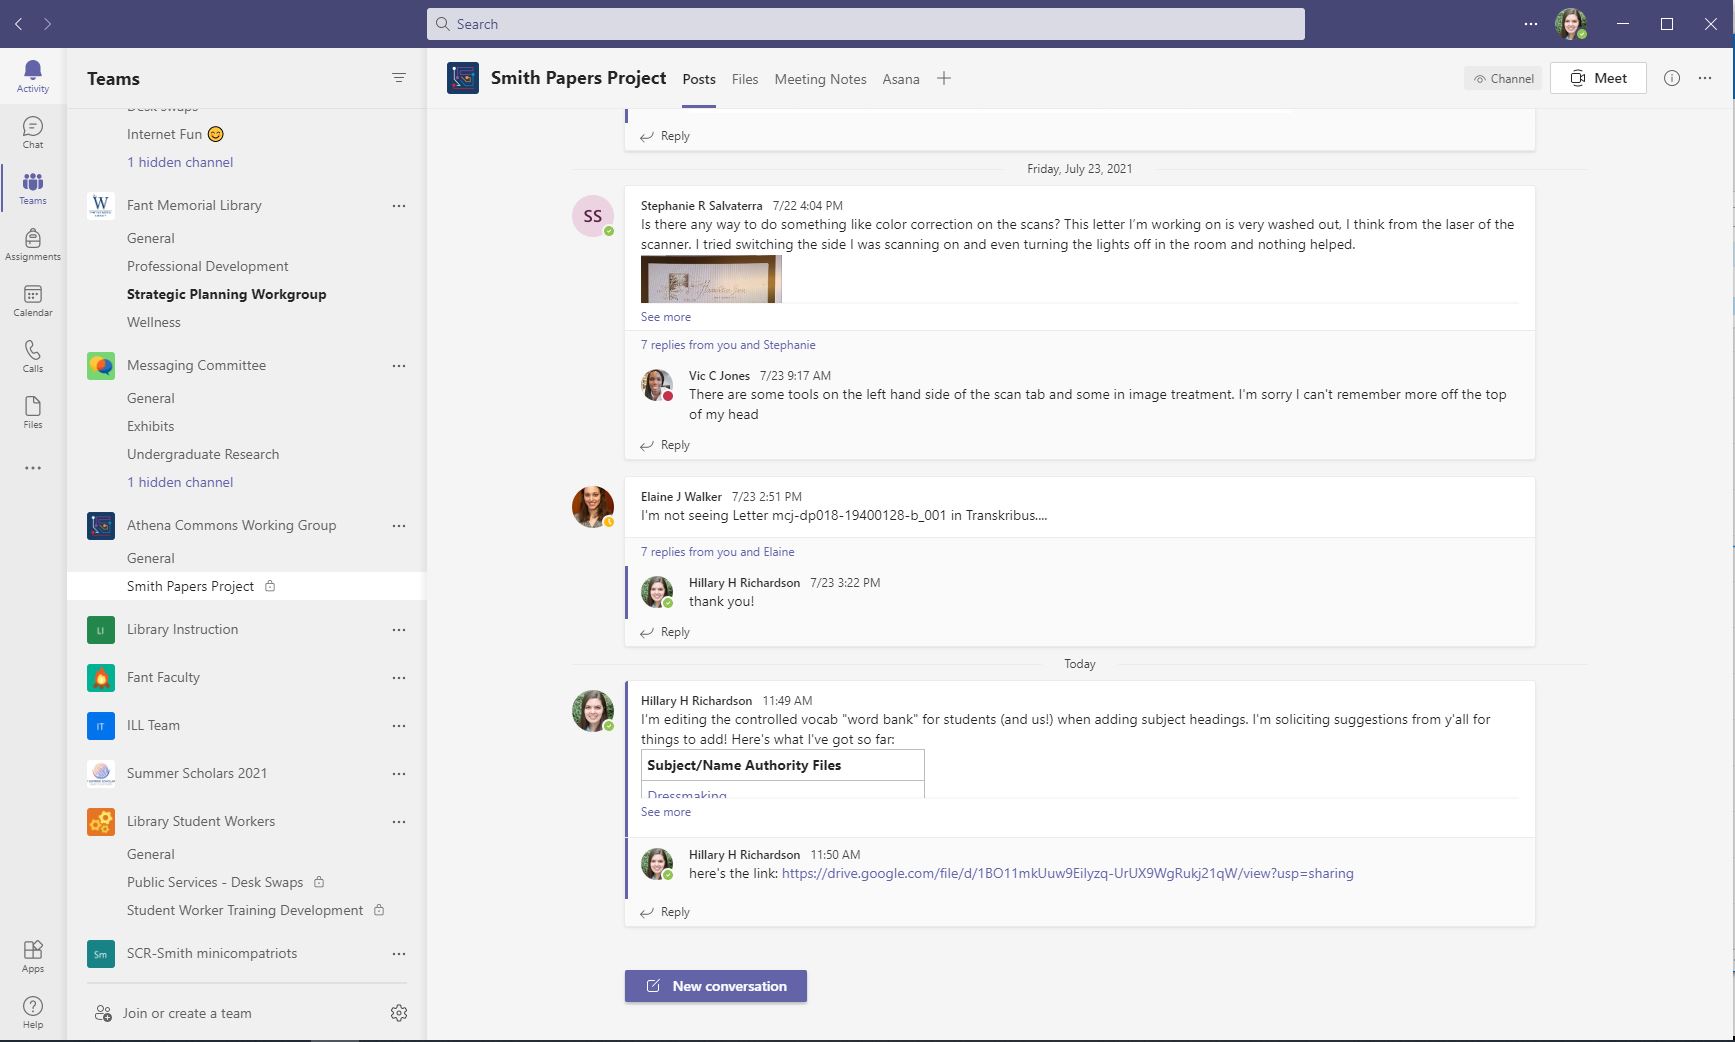 Search
Activity
Chat
Teams
Assignments
Calendar
Calls
Files
Apps
Help
Teams
Desk Swaps
Internet Fun 😊
1 hidden channel
W
Fant Memorial Library
General
Professional Development
Strategic Planning Workgroup
Wellness
Messaging Committee
General
Exhibits
Undergraduate Research
1 hidden channel
Athena Commons Working Group
General
Smith Papers Project
LI
Library Instruction
Fant Faculty
IT
ILL Team
Summer Scholars 2021
Library Student Workers
General
Public Services - Desk Swaps
Student Worker Training Development
Sm
SCR-Smith minicompatriots
Join or create a team
Smith Papers Project
Posts
Files
Meeting Notes
Asana
Channel
Meet
Reply
Friday, July 23, 2021
SS
Stephanie R Salvaterra 7/22 4:04 PM
Is there any way to do something like color correction on the scans? This letter I'm working on is very washed out, I think from the laser of the
scanner. I tried switching the side I was scanning on and even turning the lights off in the room and nothing helped.
See more
7 replies from you and Stephanie
Vic C Jones 7/23 9:17 AM
There are some tools on the left hand side of the scan tab and some in image treatment. I'm sorry I can't remember more off the top
of my head
Reply
Elaine J Walker 7/23 2:51 PM
I'm not seeing Letter mcj-dp018-19400128-b_001 in Transkribus....
7 replies from you and Elaine
Hillary H Richardson 7/23 3:22 PM
thank you!
Reply
Today
Hillary H Richardson 11:49 AM
I'm editing the controlled vocab "word bank" for students (and us!) when adding subject headings. I'm soliciting suggestions from y'all for
things to add! Here's what I've got so far:
Subject/Name Authority Files
Dressmaking
See more
Hillary H Richardson 11:50 AM
here's the link: https://drive.google.com/file/d/1BO11mkUuw9Eilyzq-UrUX9WgRukj21qW/view?usp=sharing
Reply
New conversation